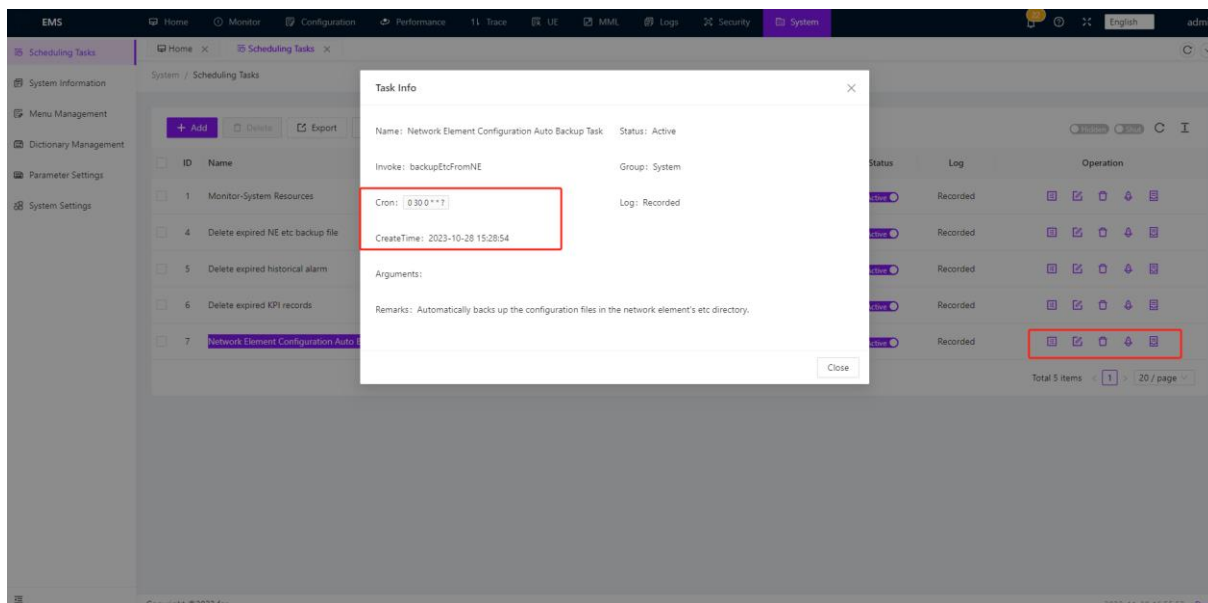 EMS Home Monitor Configuration Performance Trace UE MML Logs Security System English
Scheduling Tasks Home Scheduling Tasks
System Information System / Scheduling Tasks
Task Info
Menu Management
+ Add Delete Export
Name: Network Element Configuration Auto Backup Task Status: Active
Dictionary Management
ID Name Invoke: backupEtcFromNE Group: System Status Log Operation
Parameter Settings
1 Monitor-System Resources Cron: 0 30 0 * * ? Log: Recorded Recorded
System Settings
4 Delete expired NE etc backup file CreateTime: 2023-10-28 15:28:54 Recorded
5 Delete expired historical alarm Arguments: Recorded
6 Delete expired KPI records Remarks: Automatically backs up the configuration files in the network element's etc directory. Recorded
7 Network Element Configuration Auto Recorded
Close
Total 5 items < 1 > 20 / page